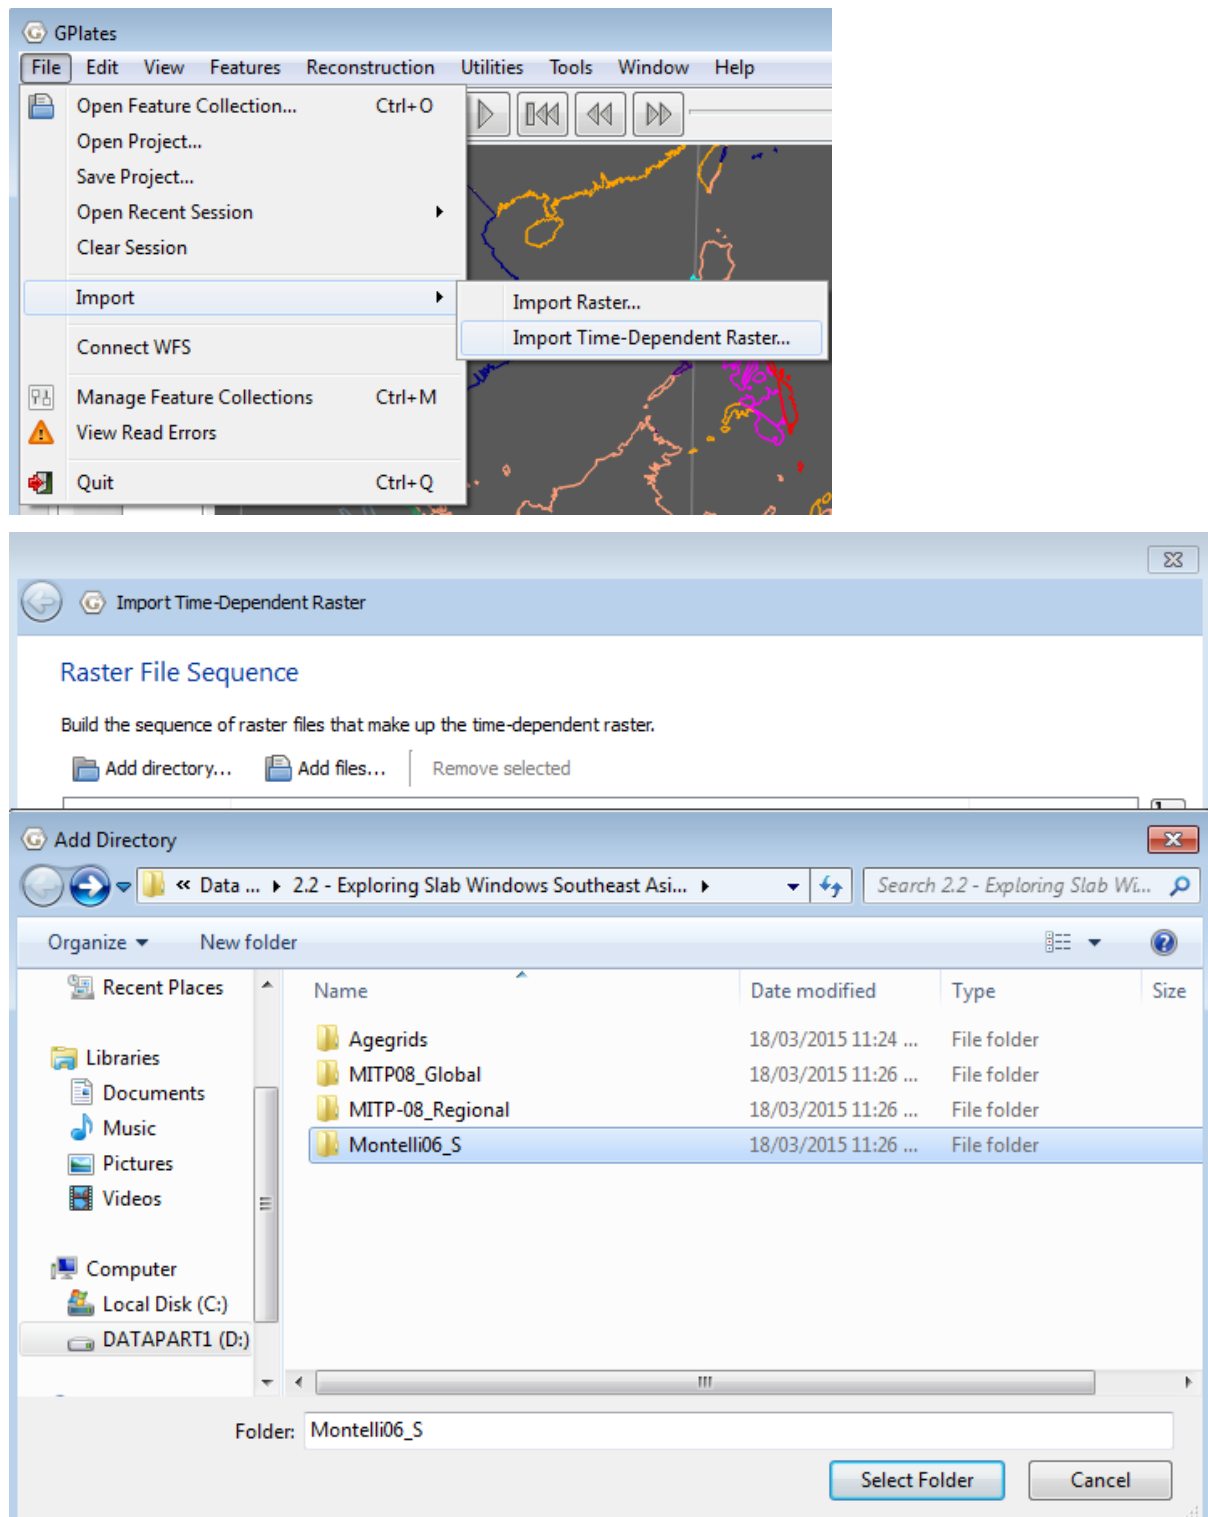 GPlates
File Edit View Features Reconstruction Utilities Tools Window Help
Open Feature Collection... Ctrl+O
Open Project...
Save Project...
Open Recent Session
Clear Session
Import
Import Raster...
Import Time-Dependent Raster...
Connect WFS
Manage Feature Collections Ctrl+M
View Read Errors
Quit Ctrl+Q
Import Time-Dependent Raster
Raster File Sequence
Build the sequence of raster files that make up the time-dependent raster.
Add directory... Add files... Remove selected
Add Directory
« Data ... 2.2 - Exploring Slab Windows Southeast Asi... Search 2.2 - Exploring Slab Wi...
Organize New folder
Recent Places Name Date modified Type Size
Agegrids 18/03/2015 11:24 ... File folder
Libraries
MITP08_Global 18/03/2015 11:26 ... File folder
Documents
MITP-08_Regional 18/03/2015 11:26 ... File folder
Music
Montelli06_S 18/03/2015 11:26 ... File folder
Pictures
Videos
Computer
Local Disk (C:)
DATAPART1 (D:)
Folder: Montelli06_S
Select Folder Cancel